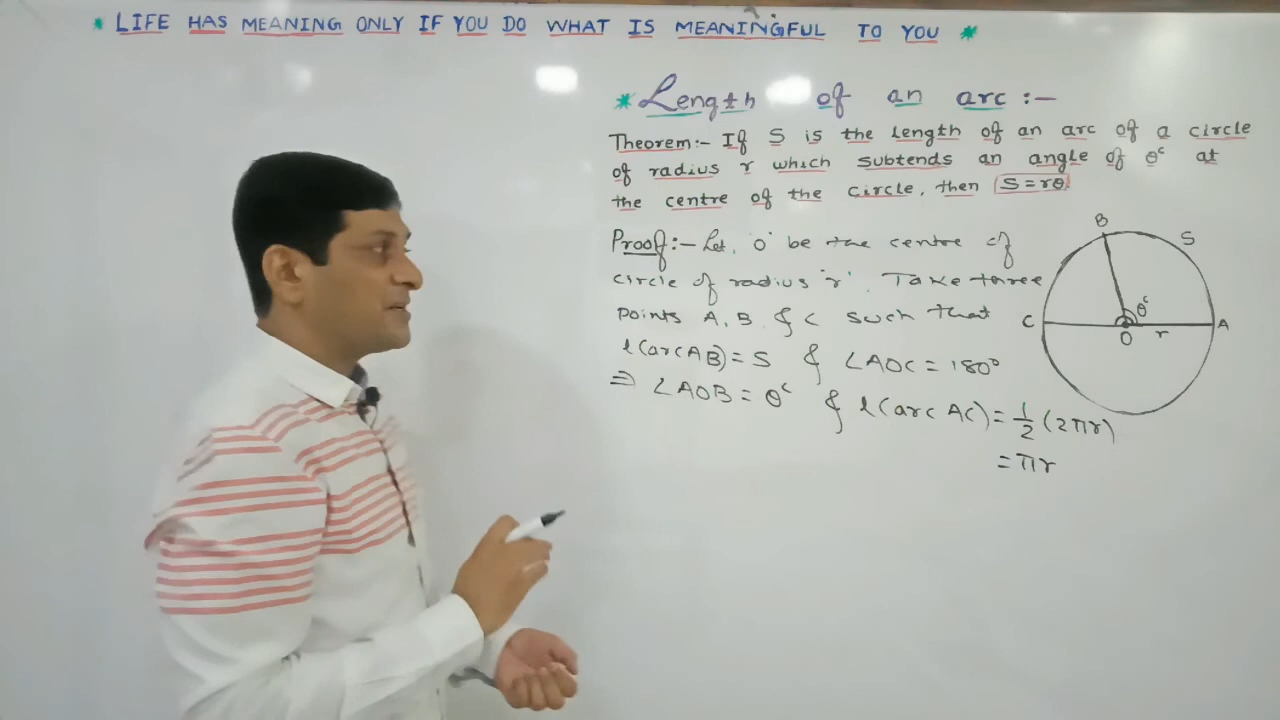 * LIFE HAS MEANING ONLY IF YOU DO WHAT IS MEANINGFUL TO YOU *
* Length of an arc :-
Theorem:- If S is the length of an arc of a circle
of radius r which subtends an angle of θᶜ at
the centre of the circle, then S=rθ.
Proof:- Let, 'O' be the centre of
circle of radius 'r'. Take three
points A, B, & C such that
l(arc AB) = S & ∠AOC = 180°
⇒ ∠AOB = θᶜ & l(arc AC) = 1/2 (2πr)
= πr
B
S
θᶜ
C
O
r
A